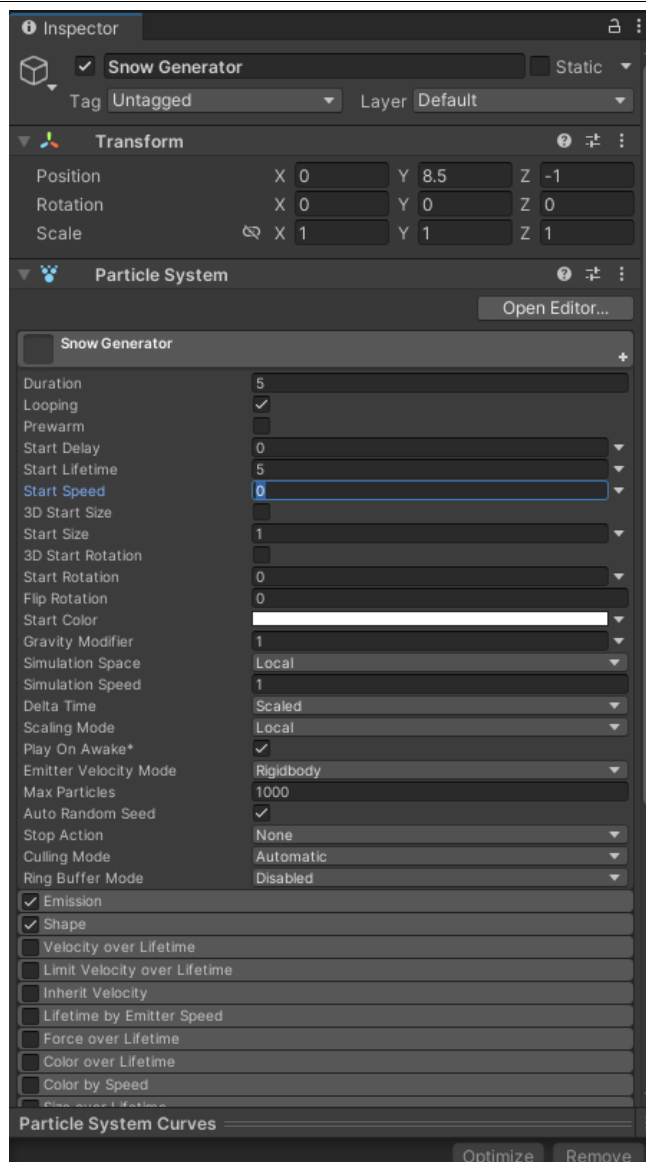 Inspector
Snow Generator Static
Tag Untagged Layer Default
Transform
Position X 0 Y 8.5 Z -1
Rotation X 0 Y 0 Z 0
Scale X 1 Y 1 Z 1
Particle System
Open Editor...
Snow Generator
Duration 5
Looping
Prewarm
Start Delay 0
Start Lifetime 5
Start Speed 0
3D Start Size
Start Size 1
3D Start Rotation
Start Rotation 0
Flip Rotation 0
Start Color
Gravity Modifier 1
Simulation Space Local
Simulation Speed 1
Delta Time Scaled
Scaling Mode Local
Play On Awake*
Emitter Velocity Mode Rigidbody
Max Particles 1000
Auto Random Seed
Stop Action None
Culling Mode Automatic
Ring Buffer Mode Disabled
Emission
Shape
Velocity over Lifetime
Limit Velocity over Lifetime
Inherit Velocity
Lifetime by Emitter Speed
Force over Lifetime
Color over Lifetime
Color by Speed
Size over Lifetime
Particle System Curves
Optimize Remove